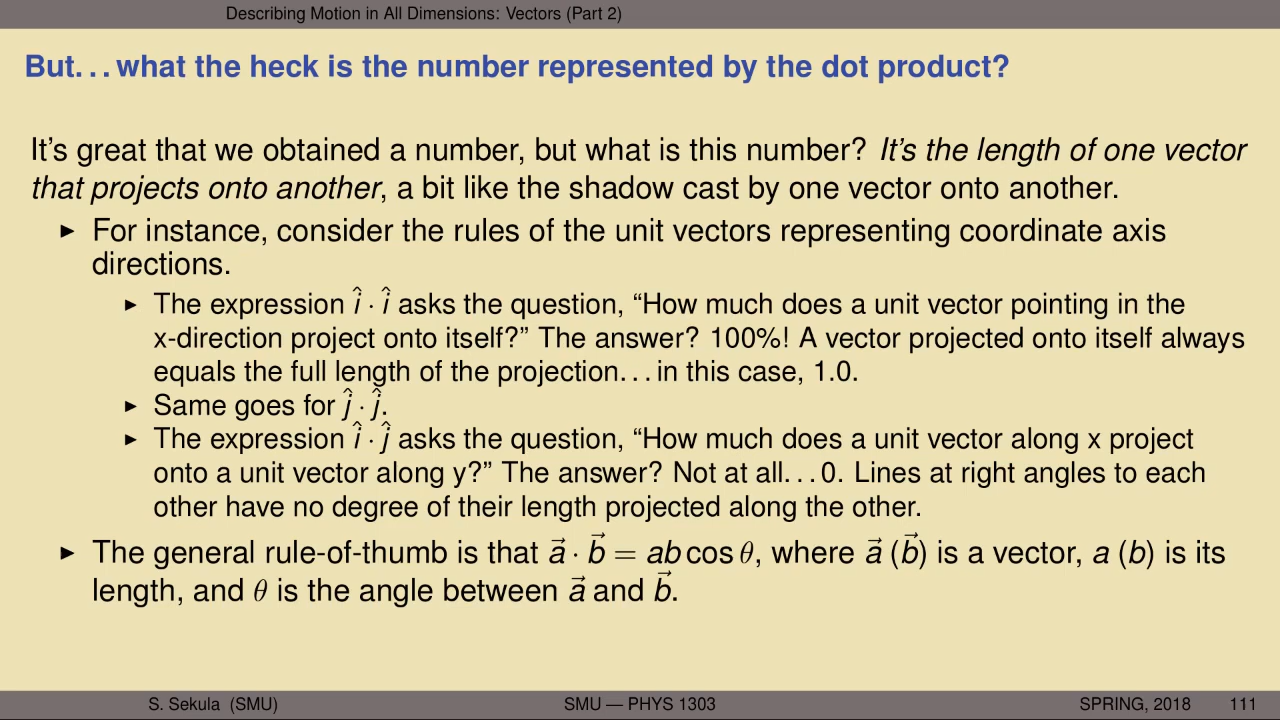 Describing Motion in All Dimensions: Vectors (Part 2)
But. . . what the heck is the number represented by the dot product?
It's great that we obtained a number, but what is this number? It's the length of one vector
that projects onto another, a bit like the shadow cast by one vector onto another.
► For instance, consider the rules of the unit vectors representing coordinate axis
directions.
► The expression î · î asks the question, “How much does a unit vector pointing in the
x-direction project onto itself?” The answer? 100%! A vector projected onto itself always
equals the full length of the projection. . . in this case, 1.0.
► Same goes for ĵ · ĵ.
► The expression î · ĵ asks the question, “How much does a unit vector along x project
onto a unit vector along y?” The answer? Not at all. . . 0. Lines at right angles to each
other have no degree of their length projected along the other.
► The general rule-of-thumb is that a⃗ · b⃗ = ab cos θ, where a⃗ (b⃗) is a vector, a (b) is its
length, and θ is the angle between a⃗ and b⃗.
S. Sekula (SMU)
SMU — PHYS 1303
SPRING, 2018
111